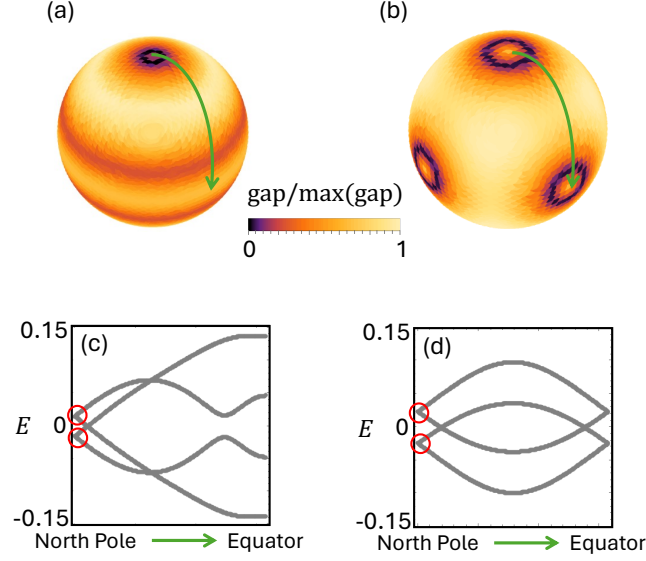 (a) (b)
gap/max(gap)
0 1
0.15 (c) 0.15 (d)
E 0 E 0
-0.15 -0.15
North Pole Equator North Pole Equator